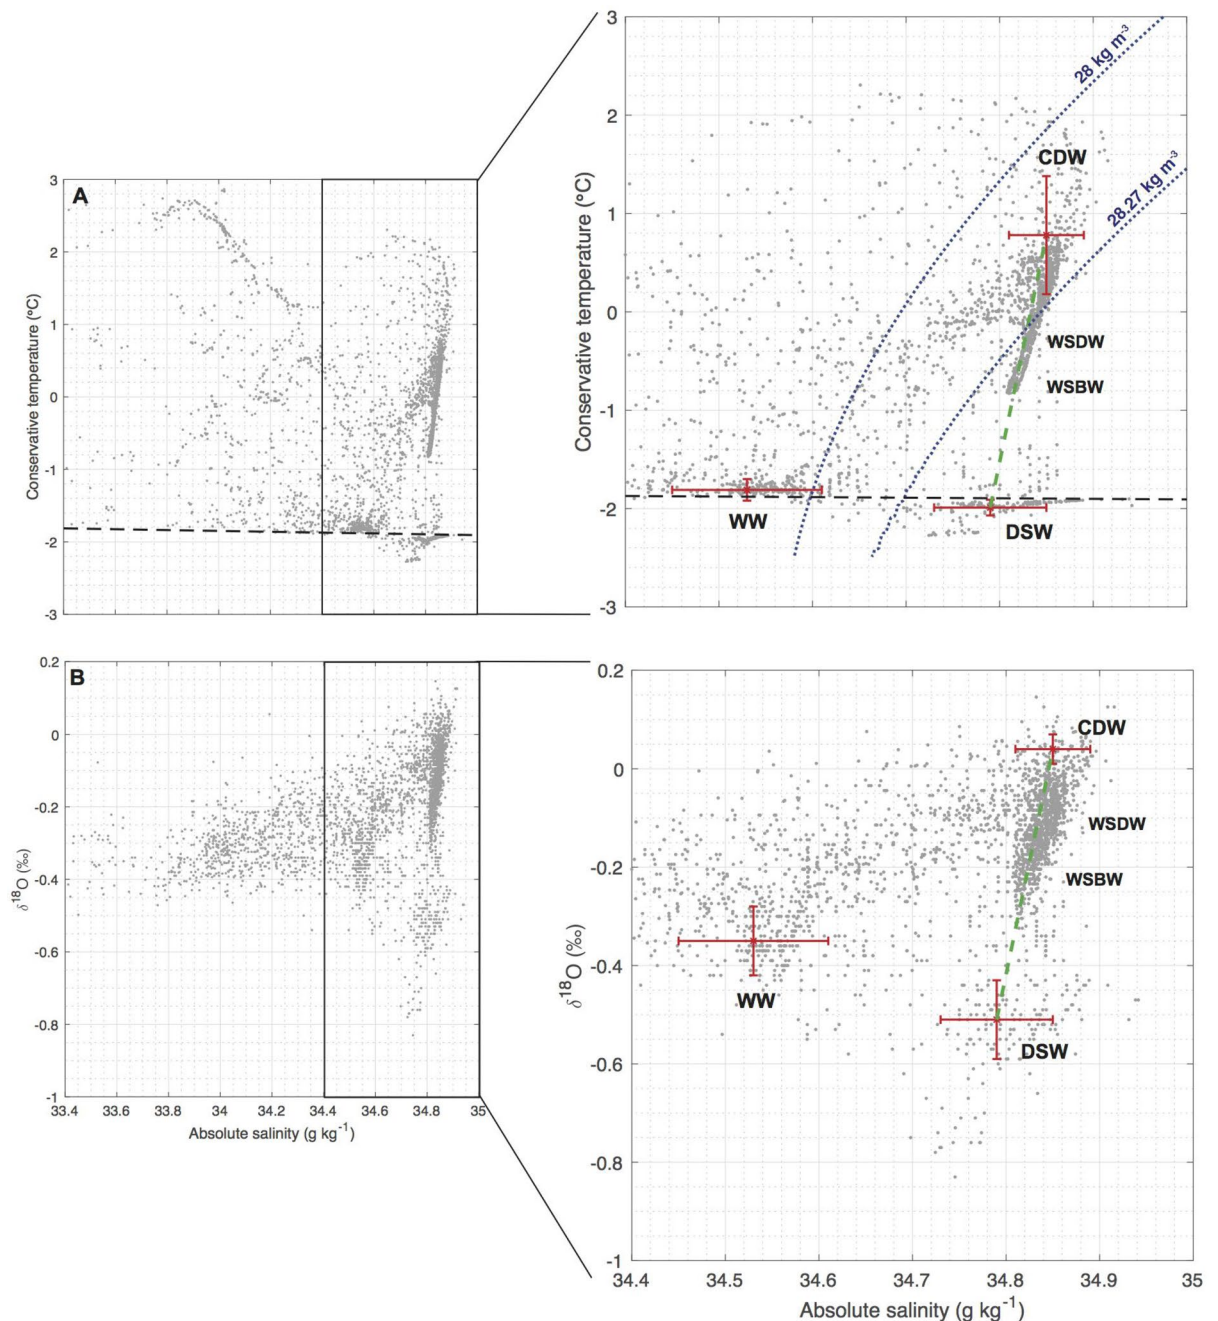 A
3
2
1
0
-1
-2
-3
Conservative temperature (°C)
3
2
1
0
-1
-2
-3
Conservative temperature (°C)
28 kg m-3
28.27 kg m-3
CDW
WSDW
WSBW
WW
DSW
B
0.2
0
-0.2
-0.4
-0.6
-0.8
-1
δ18O (‰)
33.4 33.6 33.8 34 34.2 34.4 34.6 34.8 35
Absolute salinity (g kg-1)
0.2
0
-0.2
-0.4
-0.6
-0.8
-1
δ18O (‰)
CDW
WSDW
WSBW
WW
DSW
34.4 34.5 34.6 34.7 34.8 34.9 35
Absolute salinity (g kg-1)